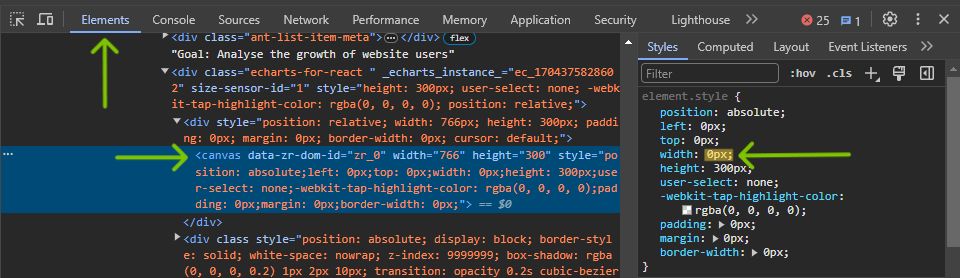 Elements Console Sources Network Performance Memory Application Security Lighthouse » 25 1
<div class="ant-list-item-meta">…</div> flex
"Goal: Analyse the growth of website users"
<div class="echarts-for-react " _echarts_instance_="ec_170437582860
2" size-sensor-id="1" style="height: 300px; user-select: none; -webkit
kit-tap-highlight-color: rgba(0, 0, 0, 0); position: relative;">
<div style="position: relative; width: 766px; height: 300px; paddi
ng: 0px; margin: 0px; border-width: 0px; cursor: default;">
… <canvas data-zr-dom-id="zr_0" width="766" height="300" style="po
sition: absolute;left: 0px;top: 0px;width: 0px;height: 300px;use
r-select: none;-webkit-tap-highlight-color: rgba(0, 0, 0, 0);pad
ding: 0px;margin: 0px;border-width: 0px;"> == $0
</div>
<div class style="position: absolute; display: block; border-styl
e: solid; white-space: nowrap; z-index: 9999999; box-shadow: rgba
(0, 0, 0, 0.2) 1px 2px 10px; transition: opacity 0.2s cubic-bezier
Styles Computed Layout Event Listeners »
Filter :hov .cls
element.style {
position: absolute;
left: 0px;
top: 0px;
width: 0px;
height: 300px;
user-select: none;
-webkit-tap-highlight-color:
rgba(0, 0, 0, 0);
padding: 0px;
margin: 0px;
border-width: 0px;
}